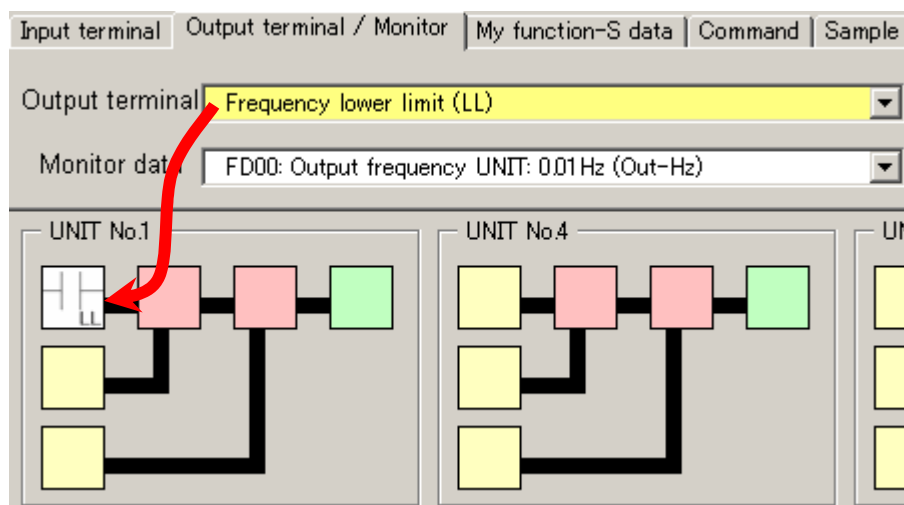 Input terminal Output terminal / Monitor My function-S data Command Sample
Output terminal Frequency lower limit (LL)
Monitor data FD00: Output frequency UNIT: 0.01Hz (Out-Hz)
UNIT No.1 UNIT No.4 UN
LL